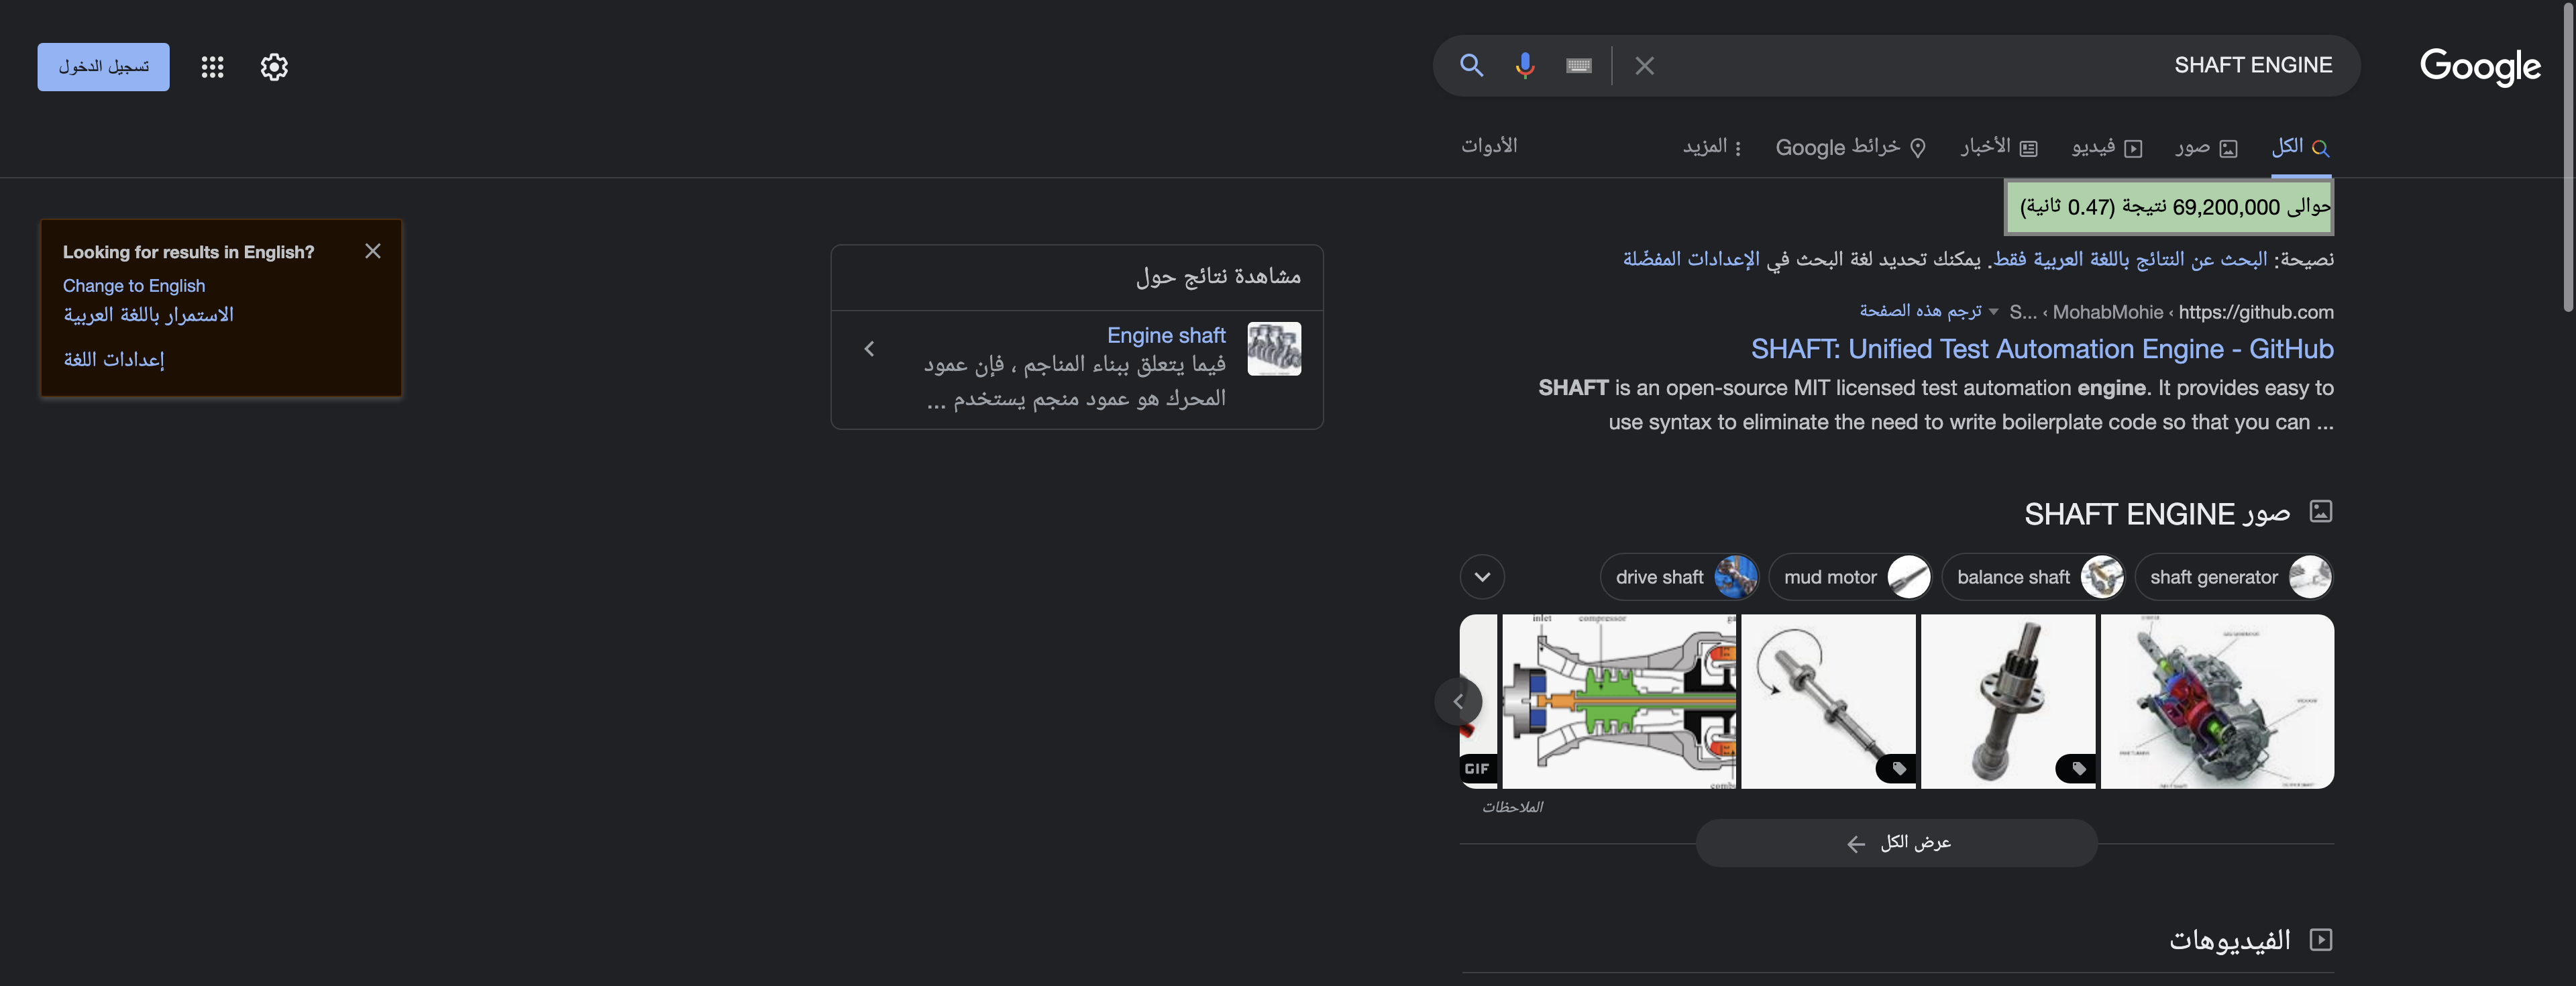 Google
SHAFT ENGINE
تسجيل الدخول
الكل
صور
فيديو
الأخبار
خرائط Google
المزيد
الأدوات
حوالى 69,200,000 نتيجة (0.47 ثانية)
نصيحة: البحث عن النتائج باللغة العربية فقط. يمكنك تحديد لغة البحث في الإعدادات المفضّلة
https://github.com › MohabMohie › S... ترجم هذه الصفحة
SHAFT: Unified Test Automation Engine - GitHub
SHAFT is an open-source MIT licensed test automation engine. It provides easy to
use syntax to eliminate the need to write boilerplate code so that you can ...
صور SHAFT ENGINE
shaft generator
balance shaft
mud motor
drive shaft
inlet
compressor
GIF
الملاحظات
عرض الكل
الفيديوهات
مشاهدة نتائج حول
Engine shaft
فيما يتعلق ببناء المناجم ، فإن عمود
المحرك هو عمود منجم يستخدم ...
Looking for results in English?
Change to English
الاستمرار باللغة العربية
إعدادات اللغة